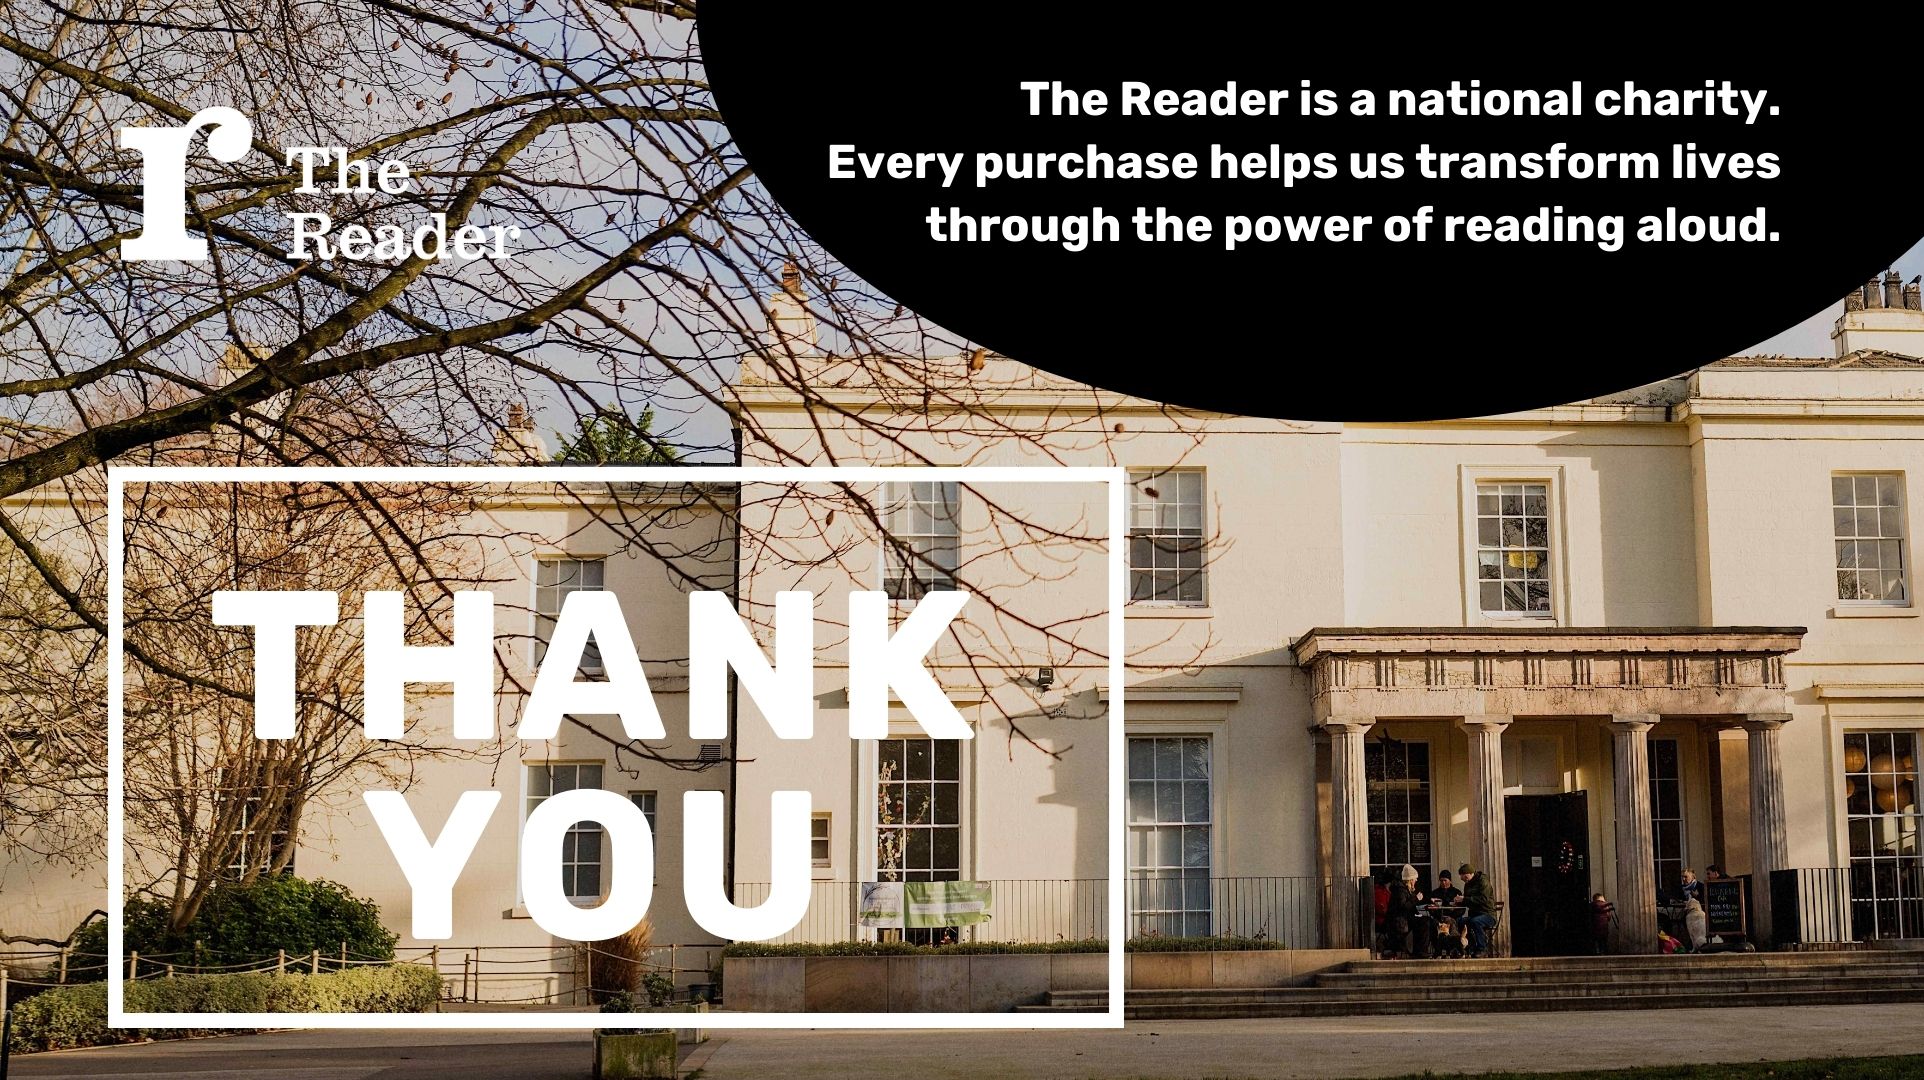 The
Reader
The Reader is a national charity.
Every purchase helps us transform lives
through the power of reading aloud.
THANK
YOU